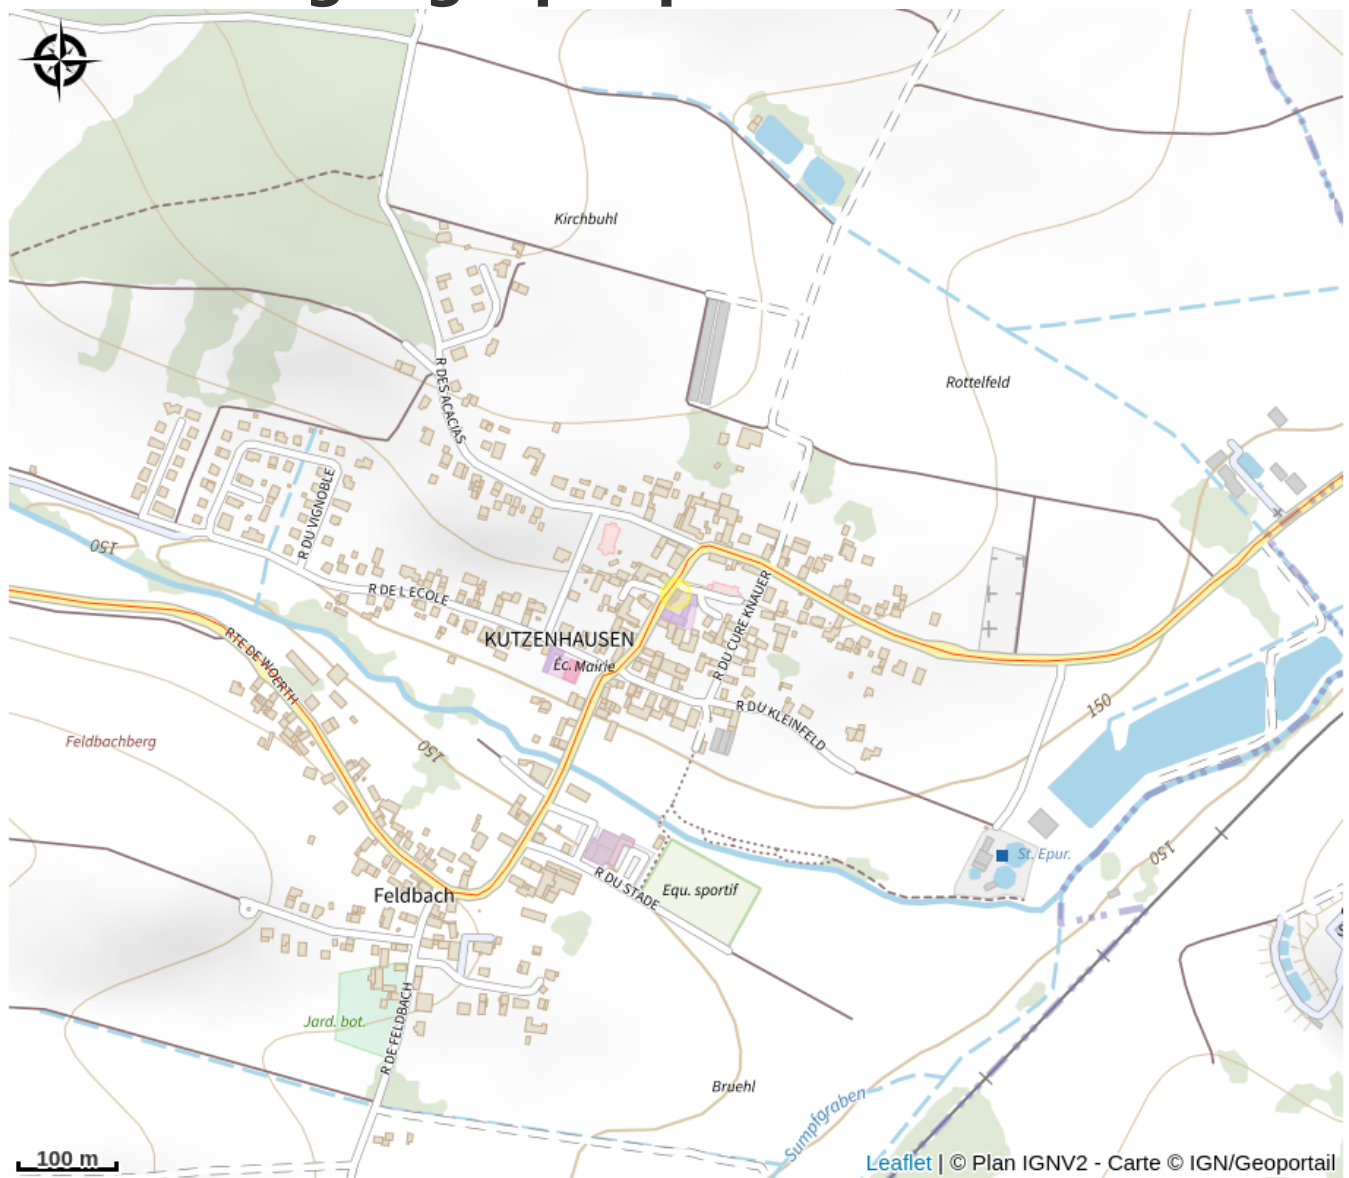 Kirchbuhl
Rottelfeld
R DES ACACIAS
R DU VIGNOBLE
150
R DE L ECOLE
KUTZENHAUSEN
Éc. Mairie
R DU CURE KNAUER
RTE DE WOERTH
R DU KLEINFELD
150
Feldbachberg
150
St. Epur.
150
Equ. sportif
R DU STADE
Feldbach
Jard. bot.
R DE FELDBACH
Bruehl
Sumpfgraben
100 m
Leaflet | © Plan IGNV2 - Carte © IGN/Geoportail